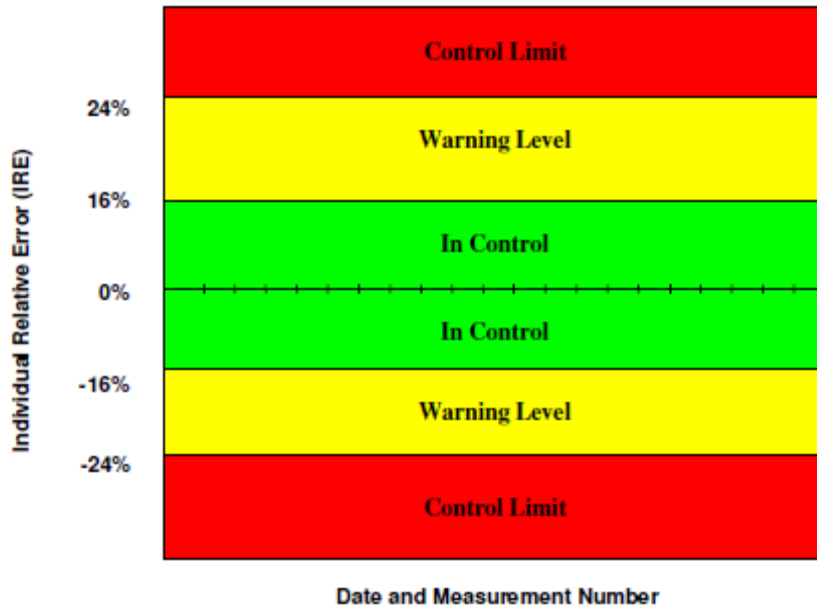 Control Limit
24%
Warning Level
16%
In Control
0%
In Control
-16%
Warning Level
-24%
Control Limit
Individual Relative Error (IRE)
Date and Measurement Number